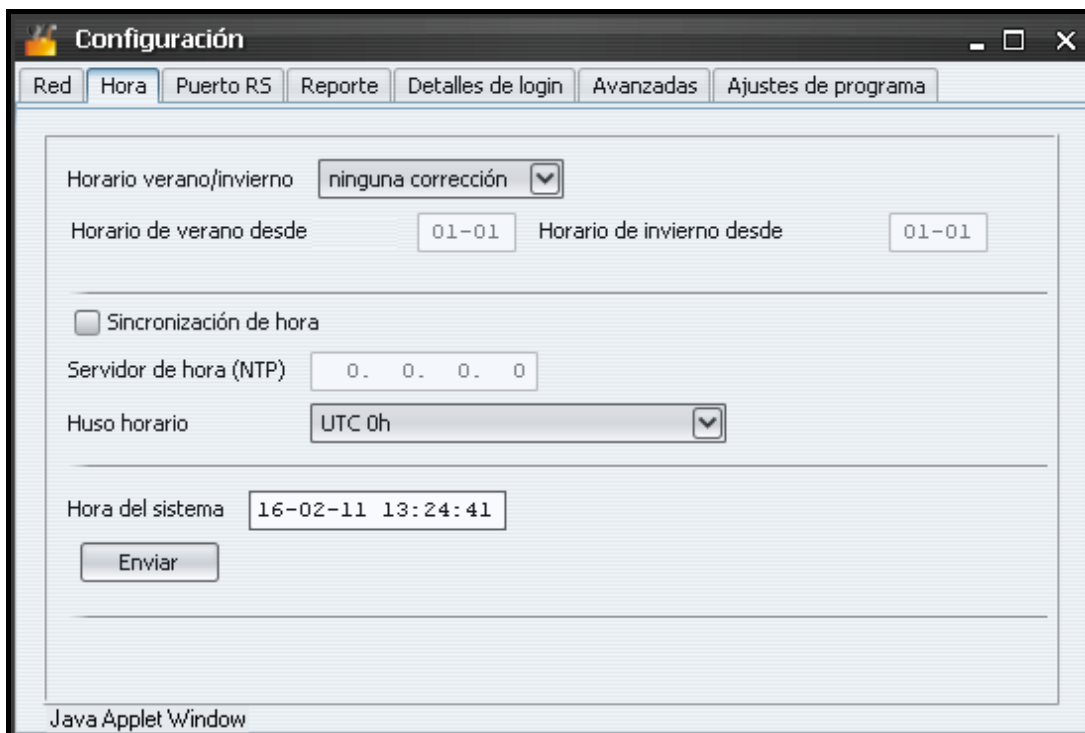 Configuración
Red Hora Puerto RS Reporte Detalles de login Avanzadas Ajustes de programa
Horario verano/invierno ninguna corrección
Horario de verano desde 01-01 Horario de invierno desde 01-01
Sincronización de hora
Servidor de hora (NTP) 0. 0. 0. 0
Huso horario UTC 0h
Hora del sistema 16-02-11 13:24:41
Enviar
Java Applet Window